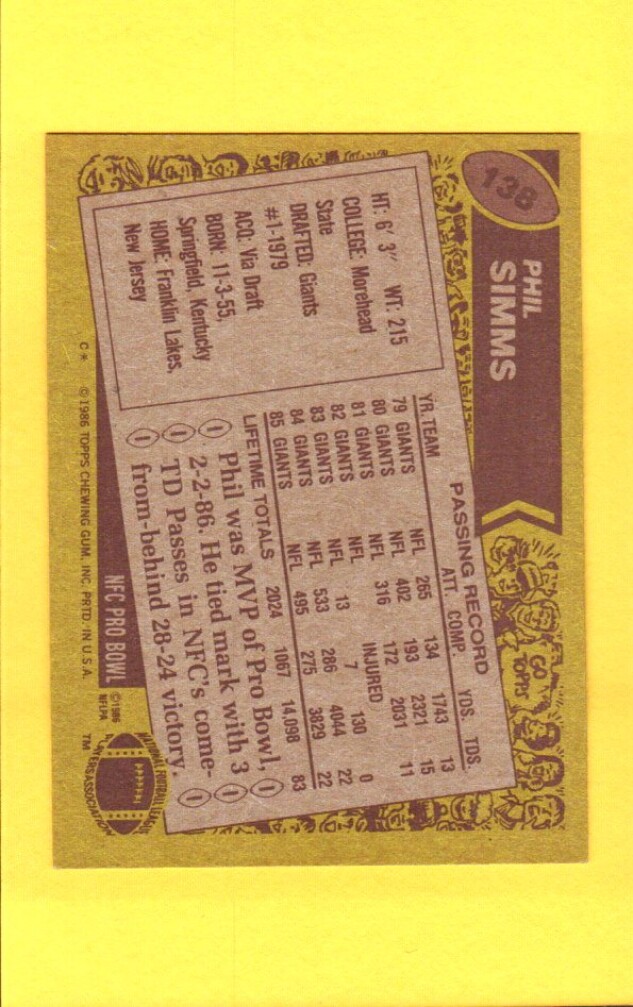 138
PHIL
SIMMS
GO
TOPPS
HT: 6' 3" WT: 215
COLLEGE: Morehead
State
DRAFTED: Giants
#1-1979
ACQ: Via Draft
BORN: 11-3-55,
Springfield, Kentucky
HOME: Franklin Lakes,
New Jersey
PASSING RECORD
YR. TEAM ATT. COMP. YDS. TDS.
79 GIANTS NFL 265 134 1743 13
80 GIANTS NFL 402 193 2321 15
81 GIANTS NFL 316 172 2031 11
82 GIANTS NFL INJURED
83 GIANTS NFL 13 7 130 0
84 GIANTS NFL 533 286 4044 22
85 GIANTS NFL 495 275 3829 22
LIFETIME TOTALS 2024 1067 14,098 83
Phil was MVP of Pro Bowl,
2-2-86. He tied mark with 3
TD Passes in NFC's come-
from-behind 28-24 victory.
NFC PRO BOWL
©1986
NFLPA
NATIONAL FOOTBALL LEAGUE
PLAYERS ASSOCIATION
TM
C* ©1986 TOPPS CHEWING GUM, INC. PRTD. IN U.S.A.